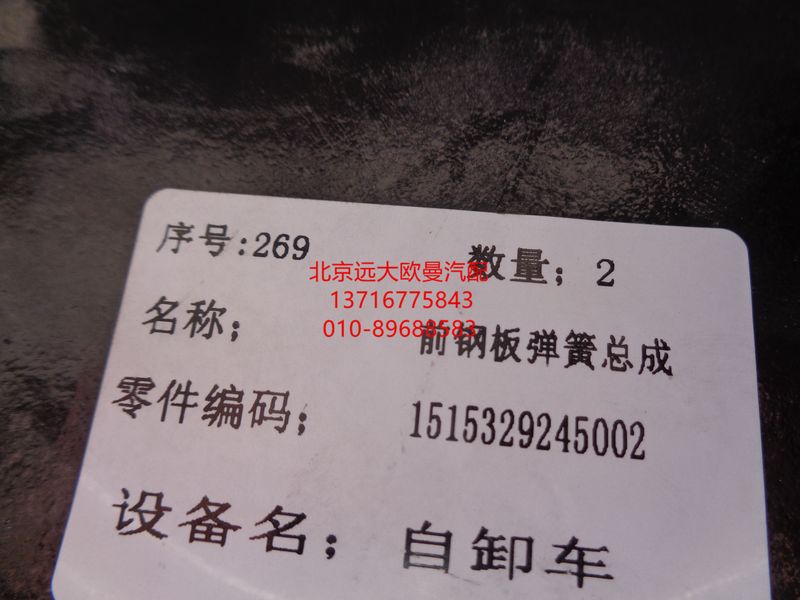 序号:269
数量；2
北京远大欧曼汽配
13716775843
010-89688583
名称；
前钢板弹簧总成
零件编码；
1515329245002
设备名；自卸车